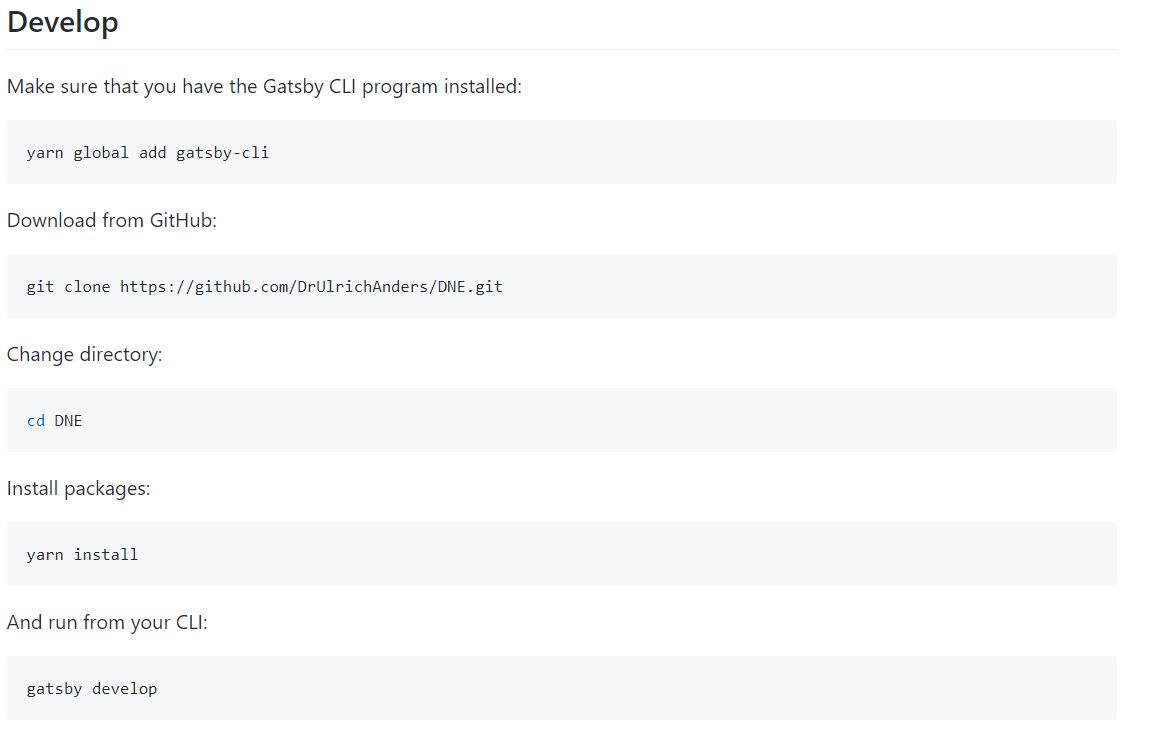 Develop
Make sure that you have the Gatsby CLI program installed:
yarn global add gatsby-cli
Download from GitHub:
git clone https://github.com/DrUlrichAnders/DNE.git
Change directory:
cd DNE
Install packages:
yarn install
And run from your CLI:
gatsby develop